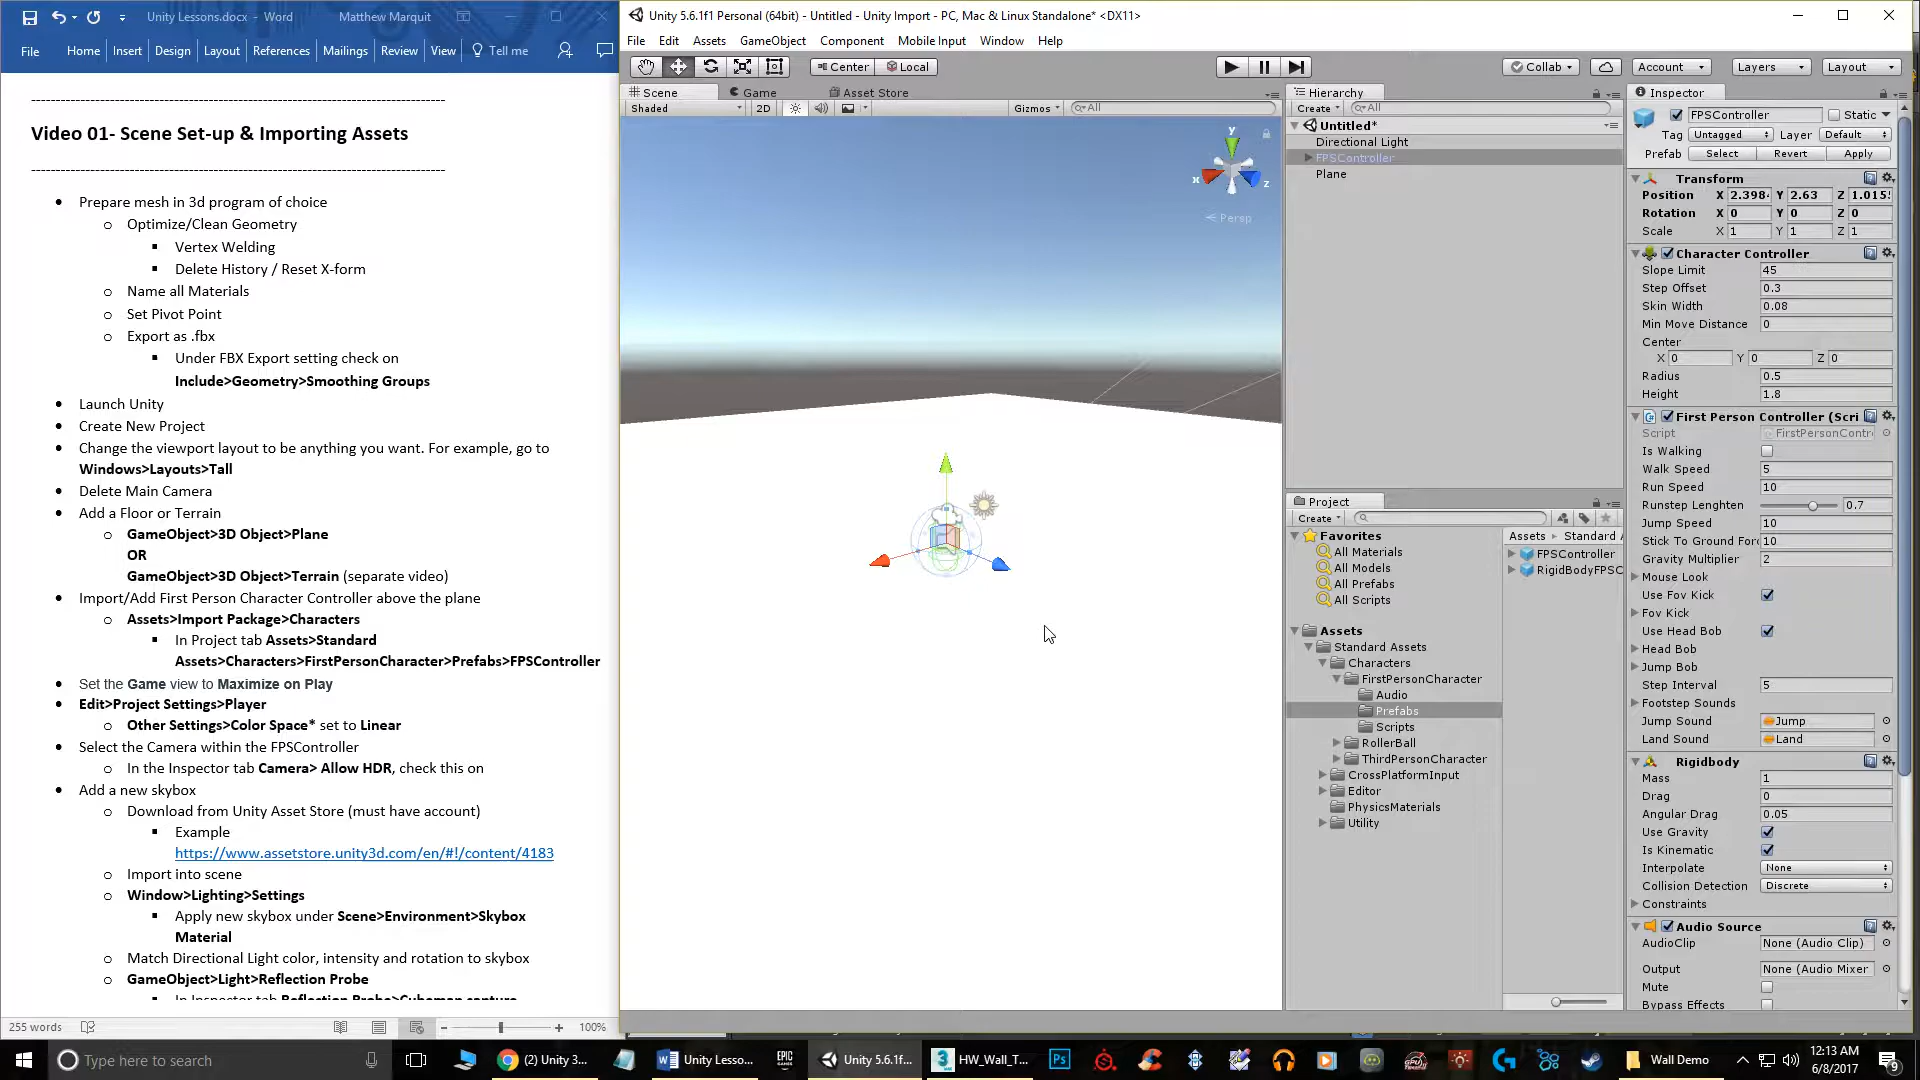 Unity Lessons.docx - Word
Matthew Marquit
File Home Insert Design Layout References Mailings Review View Tell me
Video 01- Scene Set-up & Importing Assets
Prepare mesh in 3d program of choice
Optimize/Clean Geometry
Vertex Welding
Delete History / Reset X-form
Name all Materials
Set Pivot Point
Export as .fbx
Under FBX Export setting check on
Include>Geometry>Smoothing Groups
Launch Unity
Create New Project
Change the viewport layout to be anything you want. For example, go to
Windows>Layouts>Tall
Delete Main Camera
Add a Floor or Terrain
GameObject>3D Object>Plane
OR
GameObject>3D Object>Terrain (separate video)
Import/Add First Person Character Controller above the plane
Assets>Import Package>Characters
In Project tab Assets>Standard
Assets>Characters>FirstPersonCharacter>Prefabs>FPSController
Set the Game view to Maximize on Play
Edit>Project Settings>Player
Other Settings>Color Space* set to Linear
Select the Camera within the FPSController
In the Inspector tab Camera> Allow HDR, check this on
Add a new skybox
Download from Unity Asset Store (must have account)
Example
https://www.assetstore.unity3d.com/en/#!/content/4183
Import into scene
Window>Lighting>Settings
Apply new skybox under Scene>Environment>Skybox
Material
Match Directional Light color, intensity and rotation to skybox
GameObject>Light>Reflection Probe
In Inspector tab Reflection Probe>Cubemap capture
255 words
100%
Unity 5.6.1f1 Personal (64bit) - Untitled - Unity Import - PC, Mac & Linux Standalone* <DX11>
File Edit Assets GameObject Component Mobile Input Window Help
Center Local
Collab Account Layers Layout
Scene Game Asset Store
Shaded 2D Gizmos All
y
x
z
Persp
Hierarchy
Create All
Untitled*
Directional Light
FPSController
Plane
Project
Create
Favorites
All Materials
All Models
All Prefabs
All Scripts
Assets
Standard Assets
Characters
FirstPersonCharacter
Audio
Prefabs
Scripts
RollerBall
ThirdPersonCharacter
CrossPlatformInput
Editor
PhysicsMaterials
Utility
Assets Standard A
FPSController
RigidBodyFPSC
Inspector
FPSController Static
Tag Untagged Layer Default
Prefab Select Revert Apply
Transform
Position X 2.398 Y 2.63 Z 1.015
Rotation X 0 Y 0 Z 0
Scale X 1 Y 1 Z 1
Character Controller
Slope Limit 45
Step Offset 0.3
Skin Width 0.08
Min Move Distance 0
Center
X 0 Y 0 Z 0
Radius 0.5
Height 1.8
First Person Controller (Scri
Script FirstPersonContr
Is Walking
Walk Speed 5
Run Speed 10
Runstep Lenghten 0.7
Jump Speed 10
Stick To Ground Forc 10
Gravity Multiplier 2
Mouse Look
Use Fov Kick
Fov Kick
Use Head Bob
Head Bob
Jump Bob
Step Interval 5
Footstep Sounds
Jump Sound Jump
Land Sound Land
Rigidbody
Mass 1
Drag 0
Angular Drag 0.05
Use Gravity
Is Kinematic
Interpolate None
Collision Detection Discrete
Constraints
Audio Source
AudioClip None (Audio Clip)
Output None (Audio Mixer
Mute
Bypass Effects
Type here to search
(2) Unity 3...
Unity Lesso...
EPIC GAMES
Unity 5.6.1f...
3
HW_Wall_T...
Ps
Wall Demo
12:13 AM
6/8/2017
9